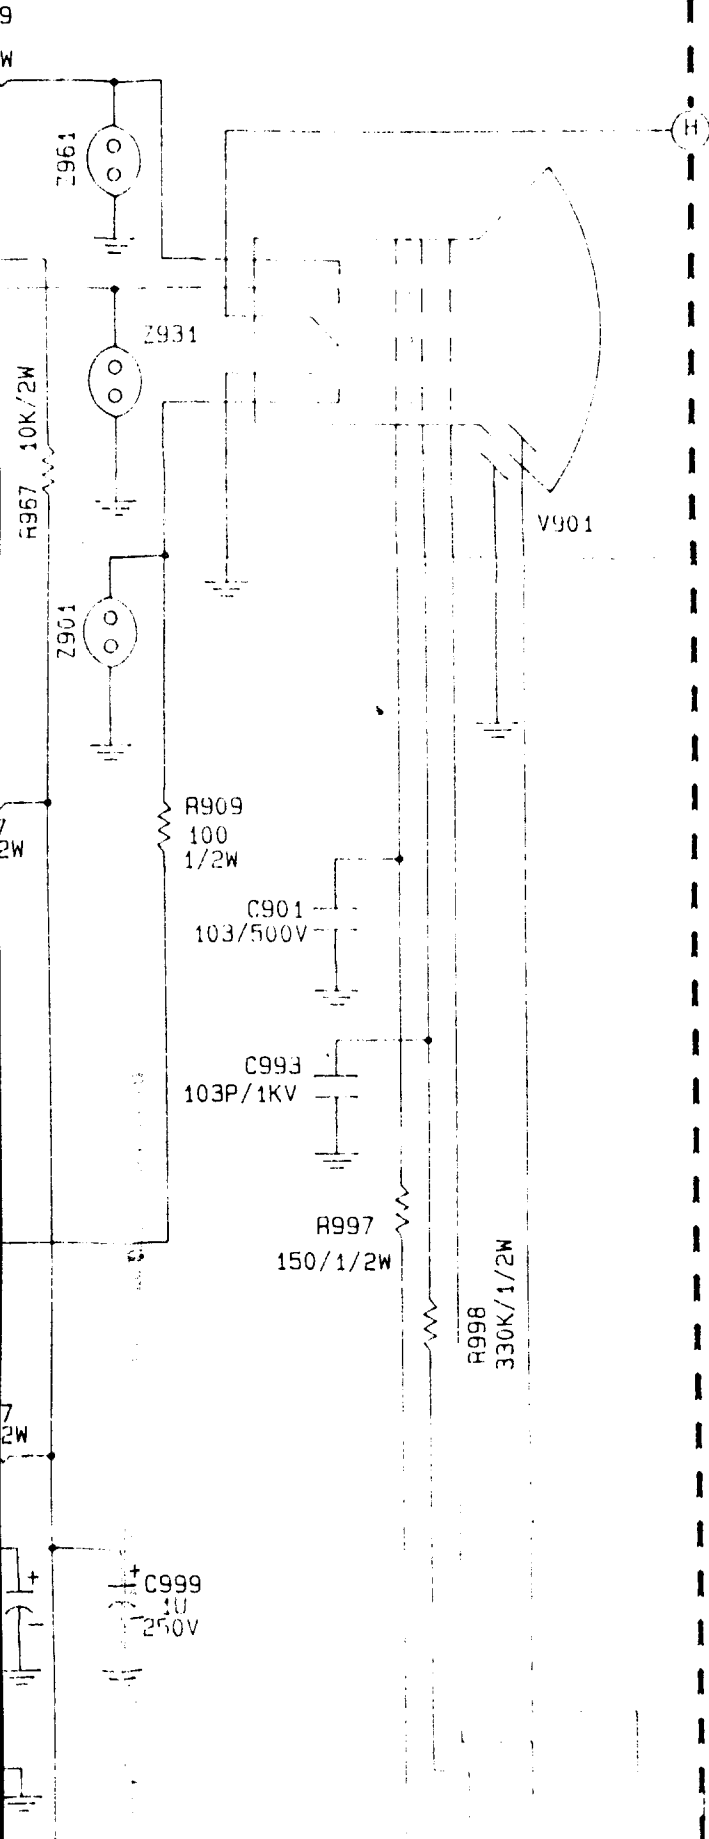 9
W
H
Z961
Z931
R967 10K/2W
V901
Z901
R909
100
1/2W
7
2W
C901
103/500V
C993
103P/1KV
R997
150/1/2W
R998
330K/1/2W
7
2W
+
-
+
C999
1U
-
250V